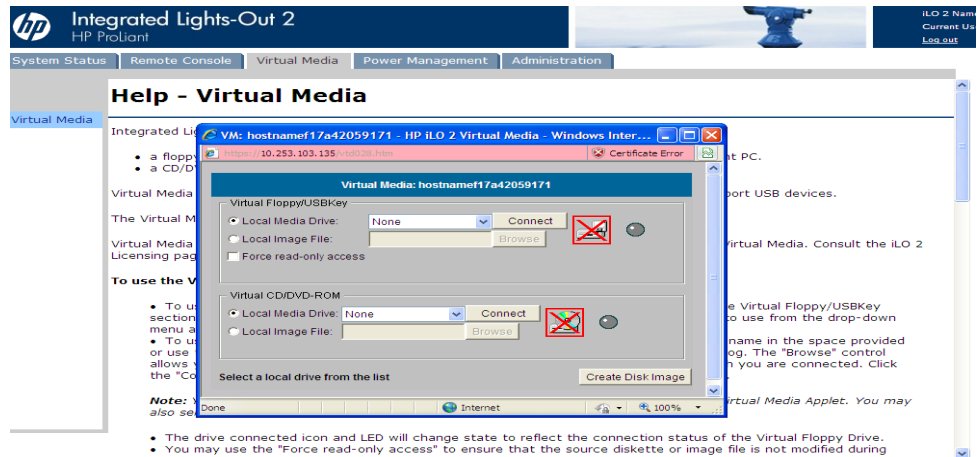 hp
Integrated Lights-Out 2
HP ProLiant
iLO 2 Nam
Current Us
Log out
System Status
Remote Console
Virtual Media
Power Management
Administration
Virtual Media
Help - Virtual Media
Integrated Li
• a flopp
t PC.
• a CD/D
Virtual Media
port USB devices.
The Virtual M
Virtual Media
Virtual Media. Consult the iLO 2
Licensing pag
To use the V
• To u
e Virtual Floppy/USBKey
section
to use from the drop-down
menu a
• To u
name in the space provided
or use
og. The "Browse" control
allows
n you are connected. Click
the "Co
Note:
irtual Media Applet. You may
also se
• The drive connected icon and LED will change state to reflect the connection status of the Virtual Floppy Drive.
• You may use the "Force read-only access" to ensure that the source diskette or image file is not modified during
VM: hostnamef17a42059171 - HP iLO 2 Virtual Media - Windows Inter...
https://10.253.103.135/vtd028.htm
Certificate Error
Virtual Media: hostnamef17a42059171
Virtual Floppy/USBKey
Local Media Drive: None Connect
Local Image File: Browse
Force read-only access
Virtual CD/DVD-ROM
Local Media Drive: None Connect
Local Image File: Browse
Select a local drive from the list
Create Disk Image
Done
Internet
100%